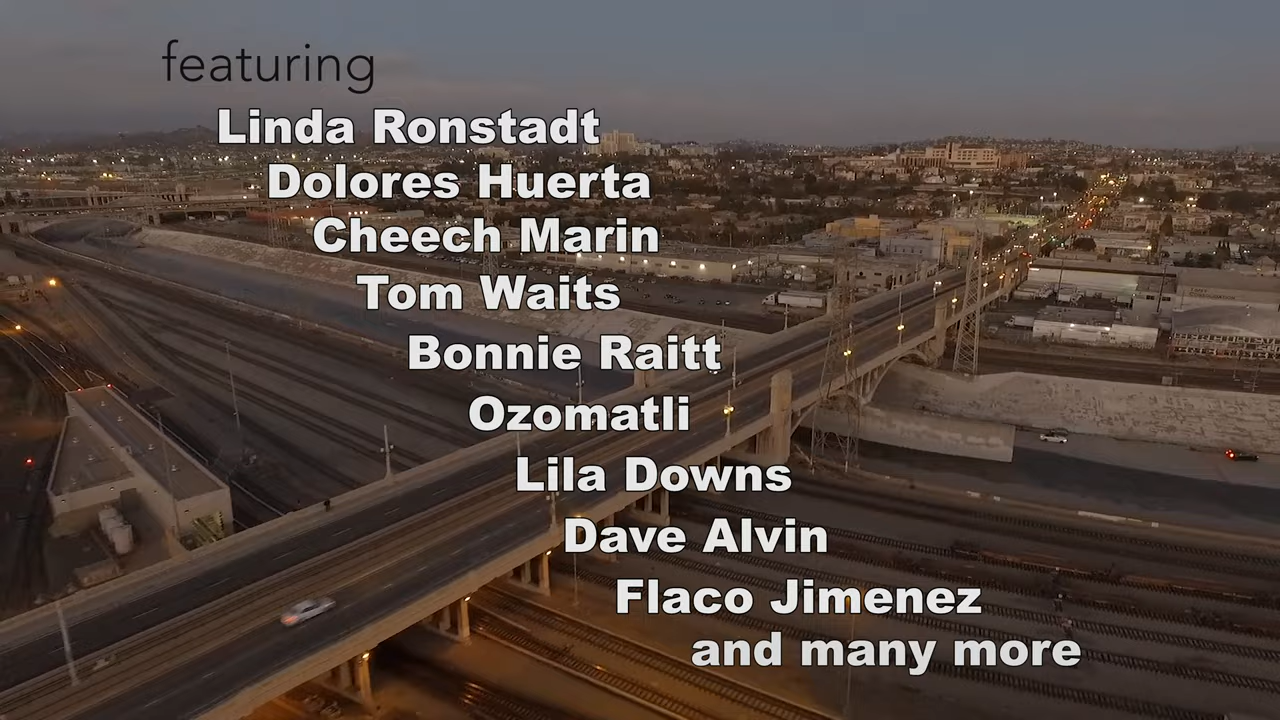 featuring
Linda Ronstadt
Dolores Huerta
Cheech Marin
Tom Waits
Bonnie Raitt
Ozomatli
Lila Downs
Dave Alvin
Flaco Jimenez
and many more